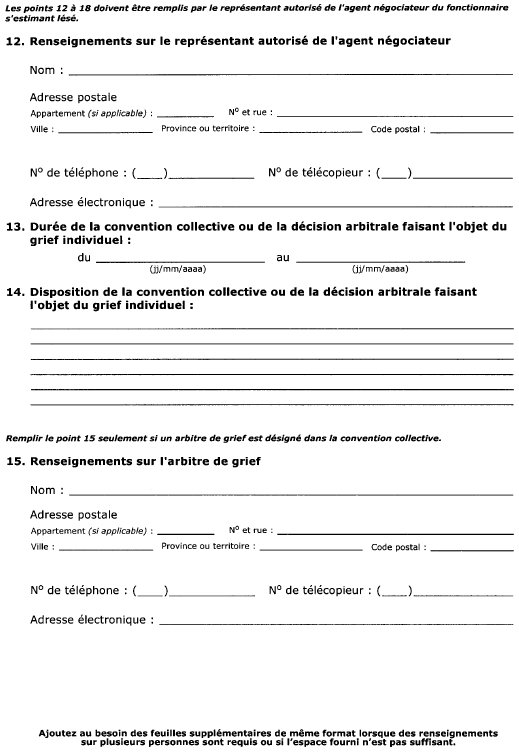 Les points 12 à 18 doivent être remplis par le représentant autorisé de l'agent négociateur du fonctionnaire
s'estimant lésé.
12. Renseignements sur le représentant autorisé de l'agent négociateur
Nom :
Adresse postale
Appartement (si applicable) : Nº et rue :
Ville : Province ou territoire : Code postal :
Nº de téléphone : ( ) Nº de télécopieur : ( )
Adresse électronique :
13. Durée de la convention collective ou de la décision arbitrale faisant l'objet du
grief individuel :
du au
(jj/mm/aaaa) (jj/mm/aaaa)
14. Disposition de la convention collective ou de la décision arbitrale faisant
l'objet du grief individuel :
Remplir le point 15 seulement si un arbitre de grief est désigné dans la convention collective.
15. Renseignements sur l'arbitre de grief
Nom :
Adresse postale
Appartement (si applicable) : Nº et rue :
Ville : Province ou territoire : Code postal :
Nº de téléphone : ( ) Nº de télécopieur : ( )
Adresse électronique :
Ajoutez au besoin des feuilles supplémentaires de même format lorsque des renseignements
sur plusieurs personnes sont requis ou si l'espace fourni n'est pas suffisant.